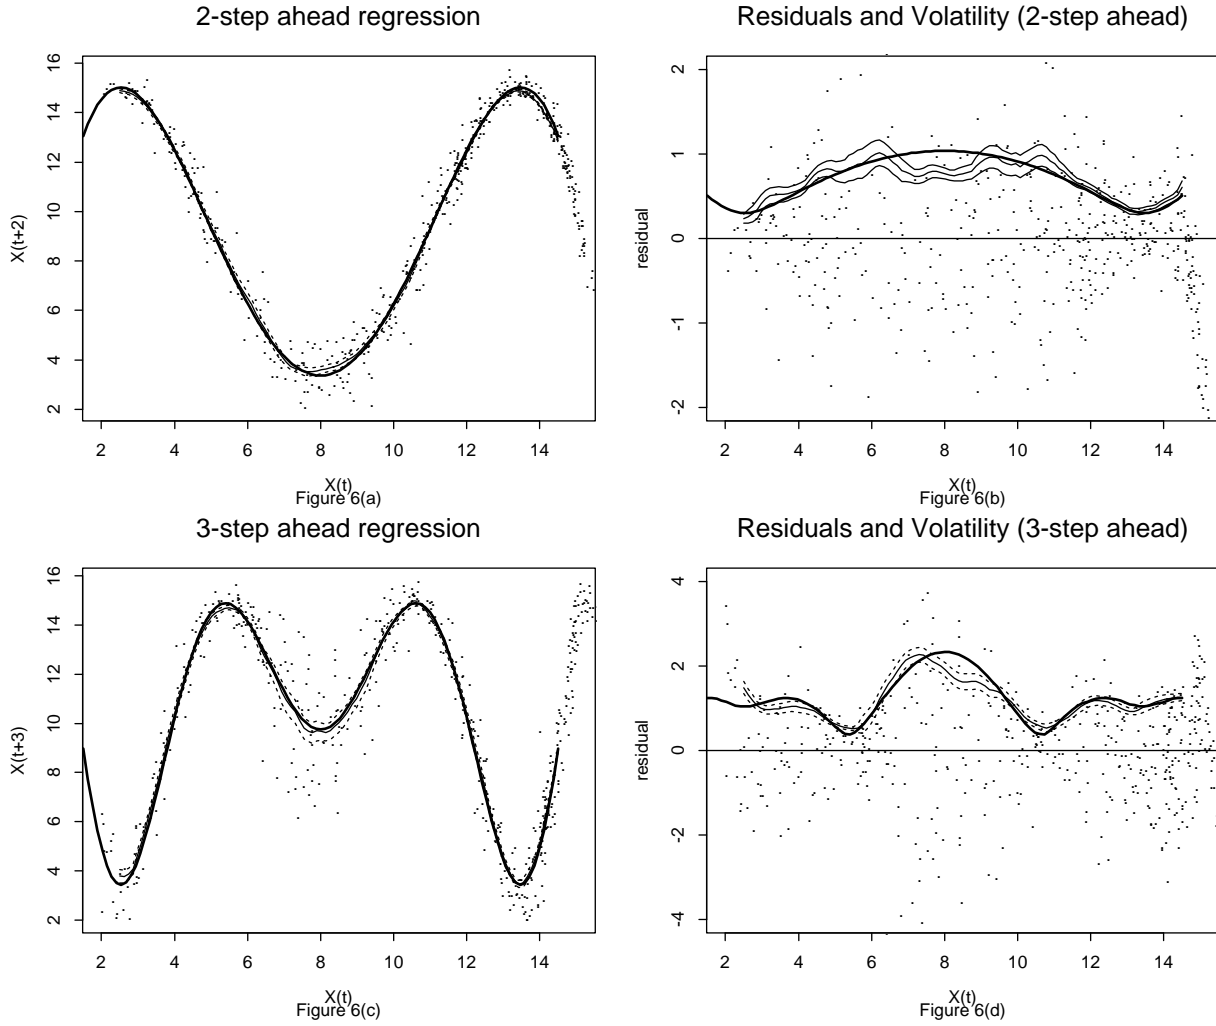 2-step ahead regression
X(t+2)
16
14
12
10
8
6
4
2
2 4 6 8 10 12 14
X(t)
Figure 6(a)
Residuals and Volatility (2-step ahead)
residual
2
1
0
-1
-2
2 4 6 8 10 12 14
X(t)
Figure 6(b)
3-step ahead regression
X(t+3)
16
14
12
10
8
6
4
2
2 4 6 8 10 12 14
X(t)
Figure 6(c)
Residuals and Volatility (3-step ahead)
residual
4
2
0
-2
-4
2 4 6 8 10 12 14
X(t)
Figure 6(d)